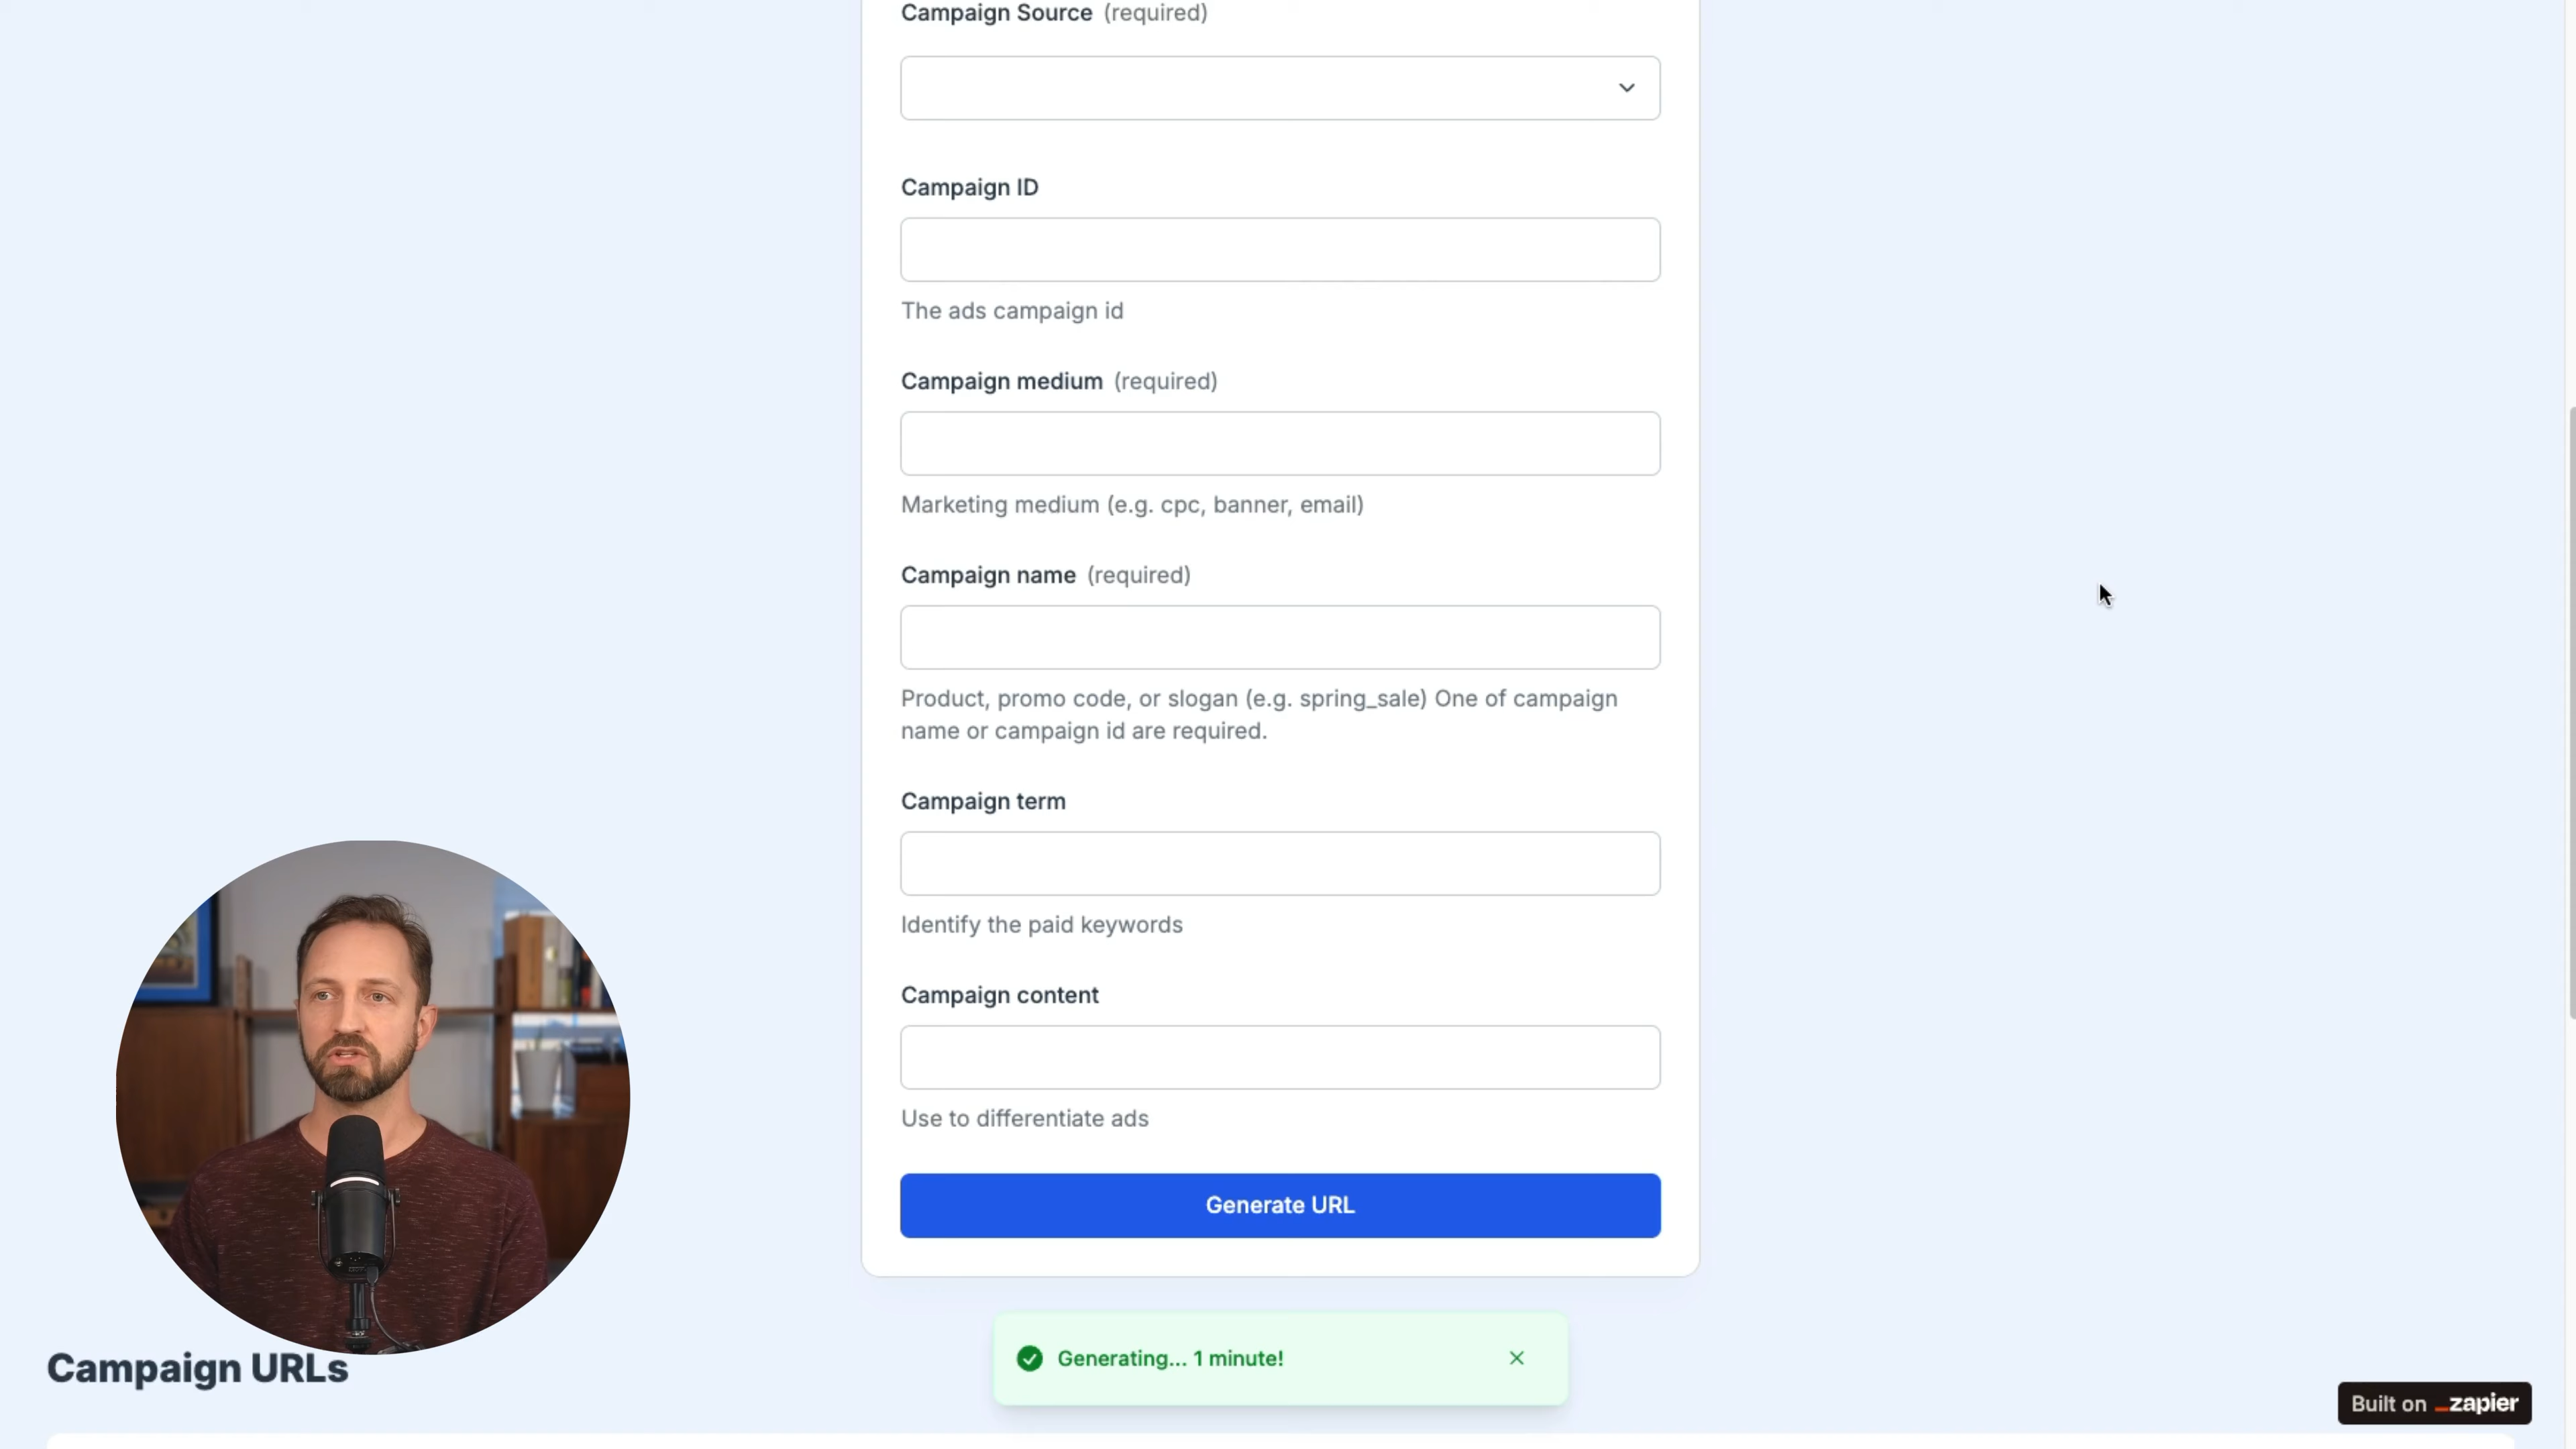 Campaign Source (required)
Campaign ID
The ads campaign id
Campaign medium (required)
Marketing medium (e.g. cpc, banner, email)
Campaign name (required)
Product, promo code, or slogan (e.g. spring_sale) One of campaign
name or campaign id are required.
Campaign term
Identify the paid keywords
Campaign content
Use to differentiate ads
Generate URL
Campaign URLs
Generating... 1 minute!
Built on _zapier